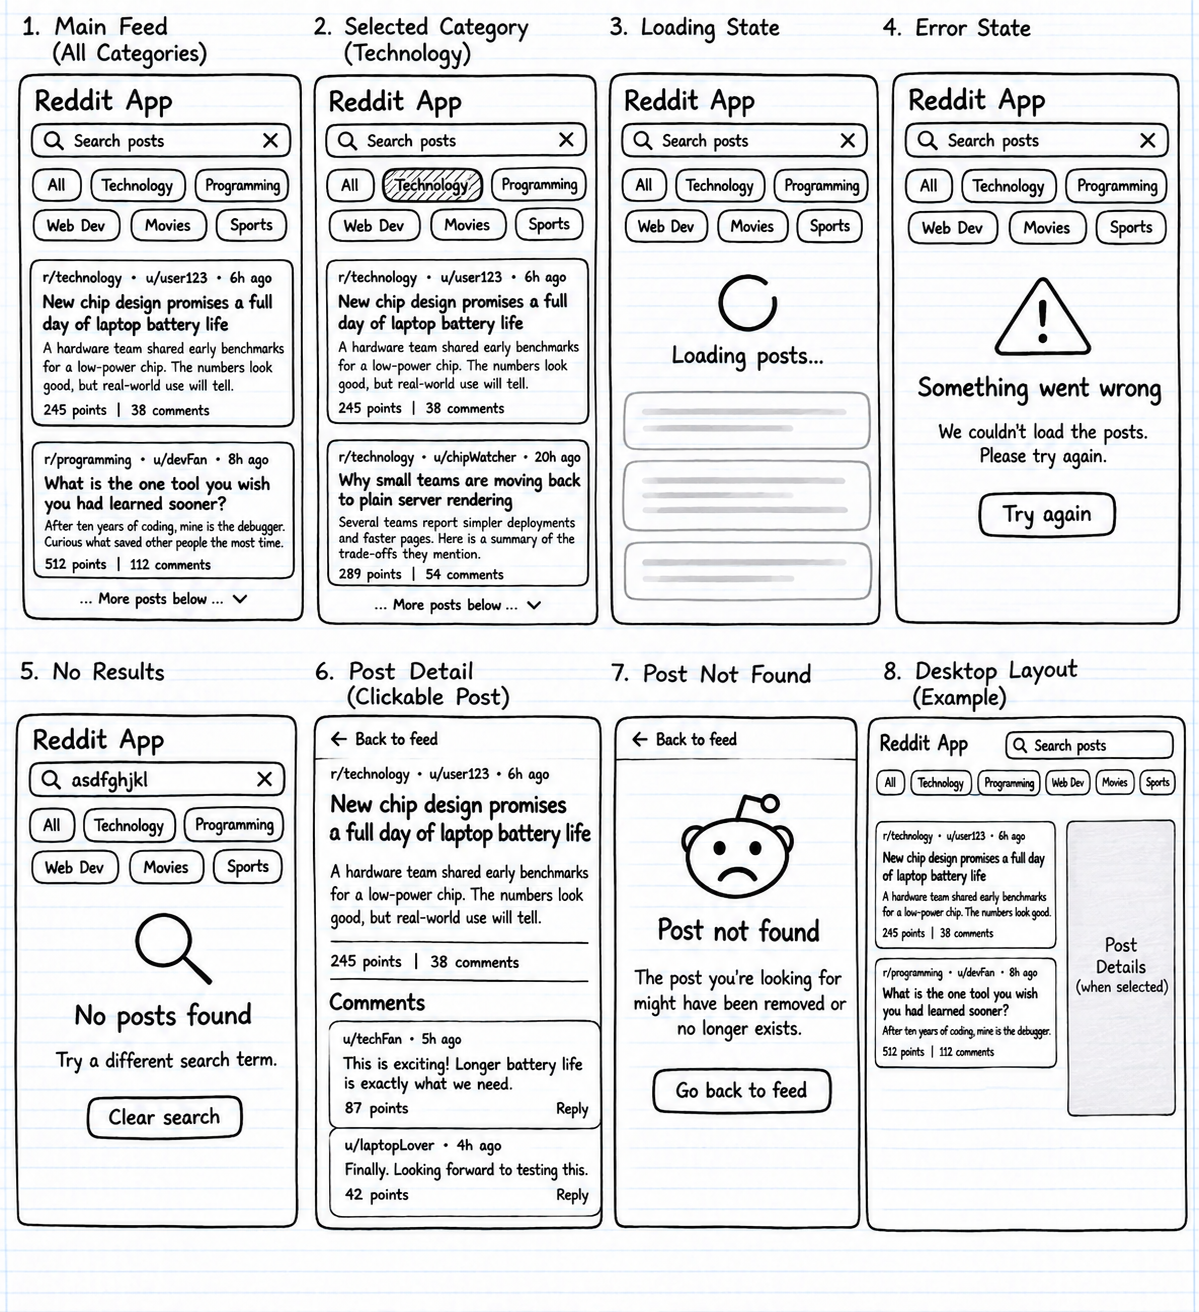 1. Main Feed
(All Categories)
Reddit App
Search posts
All Technology Programming
Web Dev Movies Sports
r/technology • u/user123 • 6h ago
New chip design promises a full
day of laptop battery life
A hardware team shared early benchmarks
for a low-power chip. The numbers look
good, but real-world use will tell.
245 points | 38 comments
r/programming • u/devFan • 8h ago
What is the one tool you wish
you had learned sooner?
After ten years of coding, mine is the debugger.
Curious what saved other people the most time.
512 points | 112 comments
... More posts below ...
2. Selected Category
(Technology)
Reddit App
Search posts
All Technology Programming
Web Dev Movies Sports
r/technology • u/user123 • 6h ago
New chip design promises a full
day of laptop battery life
A hardware team shared early benchmarks
for a low-power chip. The numbers look
good, but real-world use will tell.
245 points | 38 comments
r/technology • u/chipWatcher • 20h ago
Why small teams are moving back
to plain server rendering
Several teams report simpler deployments
and faster pages. Here is a summary of the
trade-offs they mention.
289 points | 54 comments
... More posts below ...
3. Loading State
Reddit App
Search posts
All Technology Programming
Web Dev Movies Sports
Loading posts...
4. Error State
Reddit App
Search posts
All Technology Programming
Web Dev Movies Sports
Something went wrong
We couldn't load the posts.
Please try again.
Try again
5. No Results
Reddit App
asdfghjkl
All Technology Programming
Web Dev Movies Sports
No posts found
Try a different search term.
Clear search
6. Post Detail
(Clickable Post)
← Back to feed
r/technology • u/user123 • 6h ago
New chip design promises
a full day of laptop battery life
A hardware team shared early benchmarks
for a low-power chip. The numbers look
good, but real-world use will tell.
245 points | 38 comments
Comments
u/techFan • 5h ago
This is exciting! Longer battery life
is exactly what we need.
87 points Reply
u/laptopLover • 4h ago
Finally. Looking forward to testing this.
42 points Reply
7. Post Not Found
← Back to feed
Post not found
The post you're looking for
might have been removed or
no longer exists.
Go back to feed
8. Desktop Layout
(Example)
Reddit App Search posts
All Technology Programming Web Dev Movies Sports
r/technology • u/user123 • 6h ago
New chip design promises a full day
of laptop battery life
A hardware team shared early benchmarks
for a low-power chip. The numbers look good.
245 points | 38 comments
r/programming • u/devFan • 8h ago
What is the one tool you wish
you had learned sooner?
After ten years of coding, mine is the debugger.
512 points | 112 comments
Post
Details
(when selected)